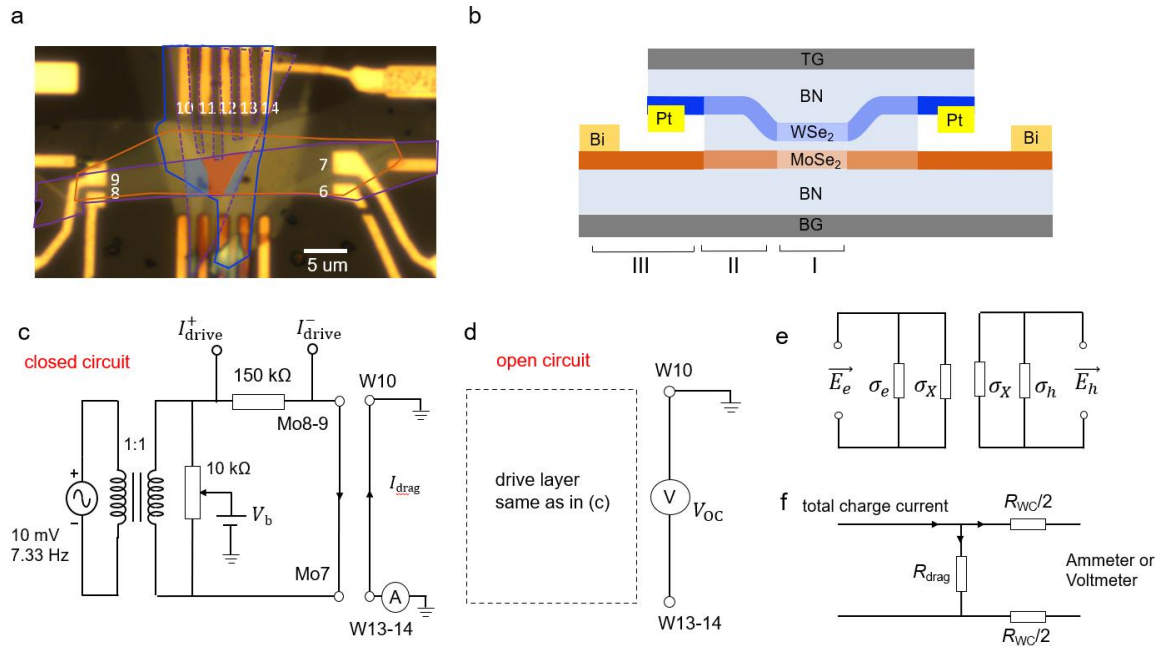 a
10 11 12 13 14
9
8
7
6
5 um
b
TG
BN
Pt
WSe₂
Pt
Bi
MoSe₂
Bi
BN
BG
III
II
I
c
closed circuit
I⁺drive
I⁻drive
150 kΩ
Mo8-9
1:1
10 kΩ
+
−
10 mV
7.33 Hz
Vb
Mo7
W10
Idrag
A
W13-14
d
open circuit
drive layer
same as in (c)
W10
V
VOC
W13-14
e
Ee
σe
σX
σX
σh
Eh
f
total charge current
RWC/2
Rdrag
Ammeter or
Voltmeter
RWC/2